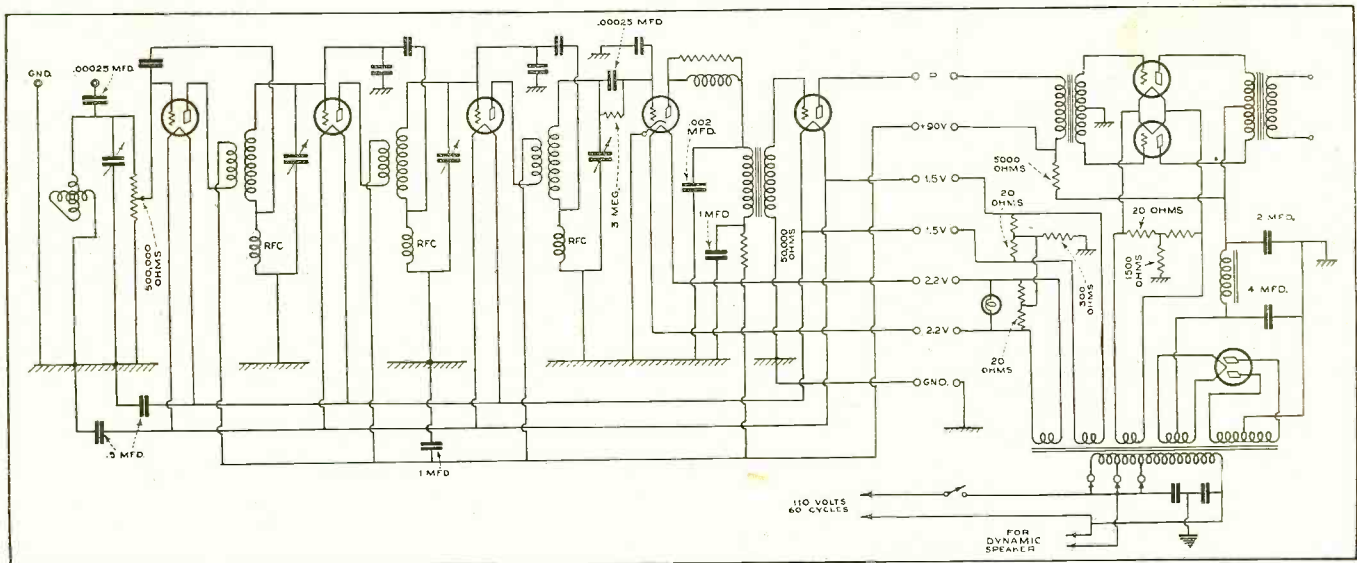 GND.
.00025 MFD.
500,000
OHMS
.5 MFD.
RFC
RFC
1 MFD
RFC
.00025 MFD
3 MEG.
.002
MFD.
1 MFD
50,000
OHMS
P
+90V
1.5V
1.5V
2.2V
2.2V
GND.
5000
OHMS
20
OHMS
500
OHMS
20
OHMS
20 OHMS
1500
OHMS
2 MFD.
4 MFD.
110 VOLTS
60 CYCLES
FOR
DYNAMIC
SPEAKER